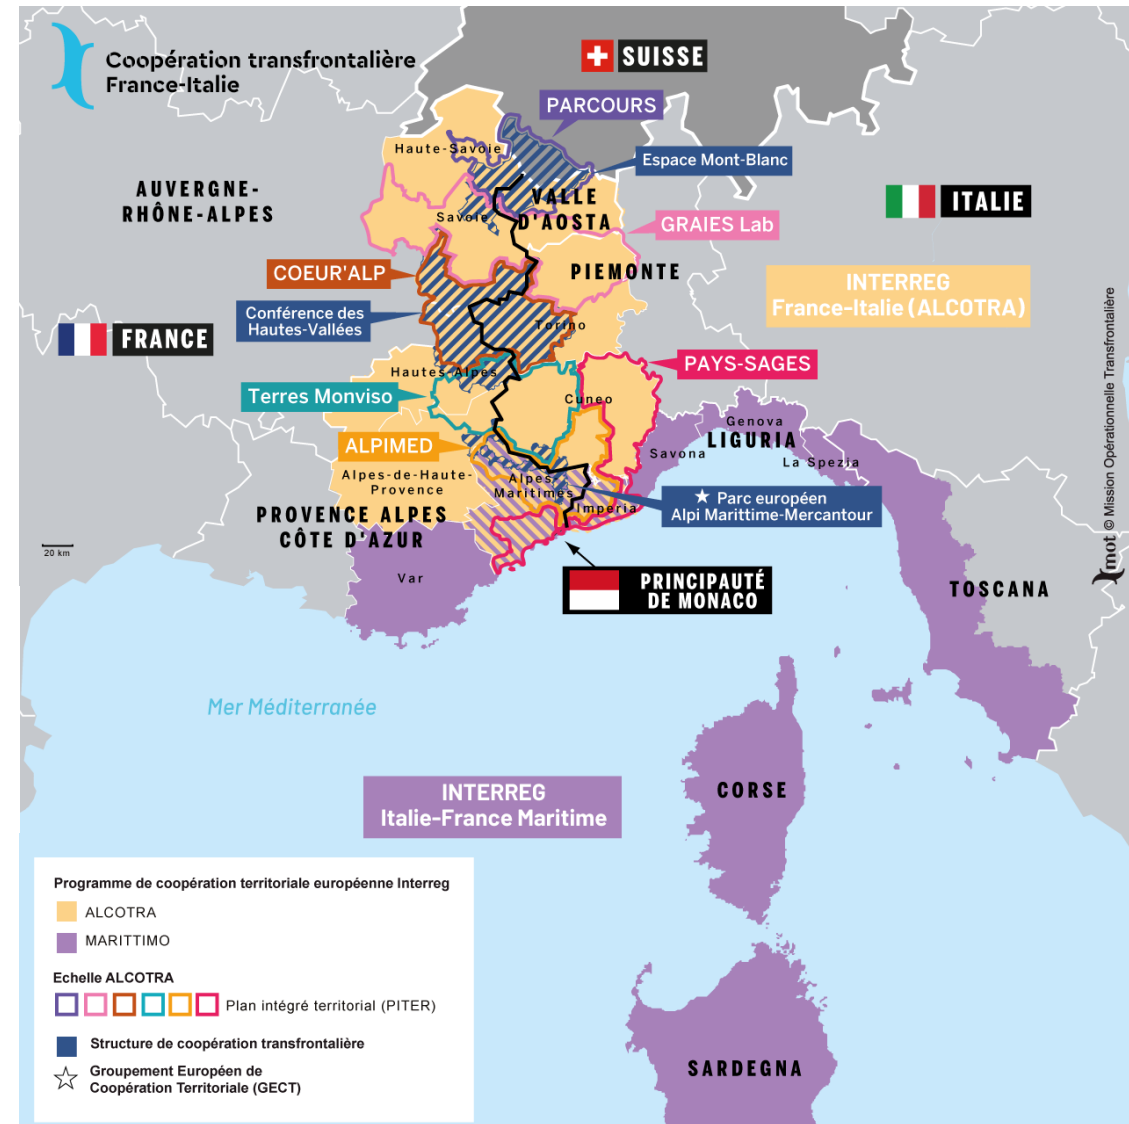 Coopération transfrontalière
France-Italie
SUISSE
PARCOURS
Haute-Savoie
Espace Mont-Blanc
AUVERGNE-
RHÔNE-ALPES
VALLE
D'AOSTA
ITALIE
Savoie
GRAIES Lab
COEUR'ALP
PIEMONTE
INTERREG
France-Italie (ALCOTRA)
Conférence des
Hautes-Vallées
FRANCE
Torino
Hautes-Alpes
PAYS-SAGES
Terres Monviso
Cuneo
Genova
LIGURIA
ALPIMED
Savona
La Spezia
Alpes-de-Haute-
Provence
Alpes-
Maritimes
Imperia
Parc européen
Alpi Marittime-Mercantour
PROVENCE ALPES
CÔTE D'AZUR
20 km
Var
PRINCIPAUTÉ
DE MONACO
TOSCANA
mot © Mission Opérationnelle Transfrontalière
Mer Méditerranée
CORSE
INTERREG
Italie-France Maritime
SARDEGNA
Programme de coopération territoriale européenne Interreg
ALCOTRA
MARITTIMO
Echelle ALCOTRA
Plan intégré territorial (PITER)
Structure de coopération transfrontalière
Groupement Européen de
Coopération Territoriale (GECT)